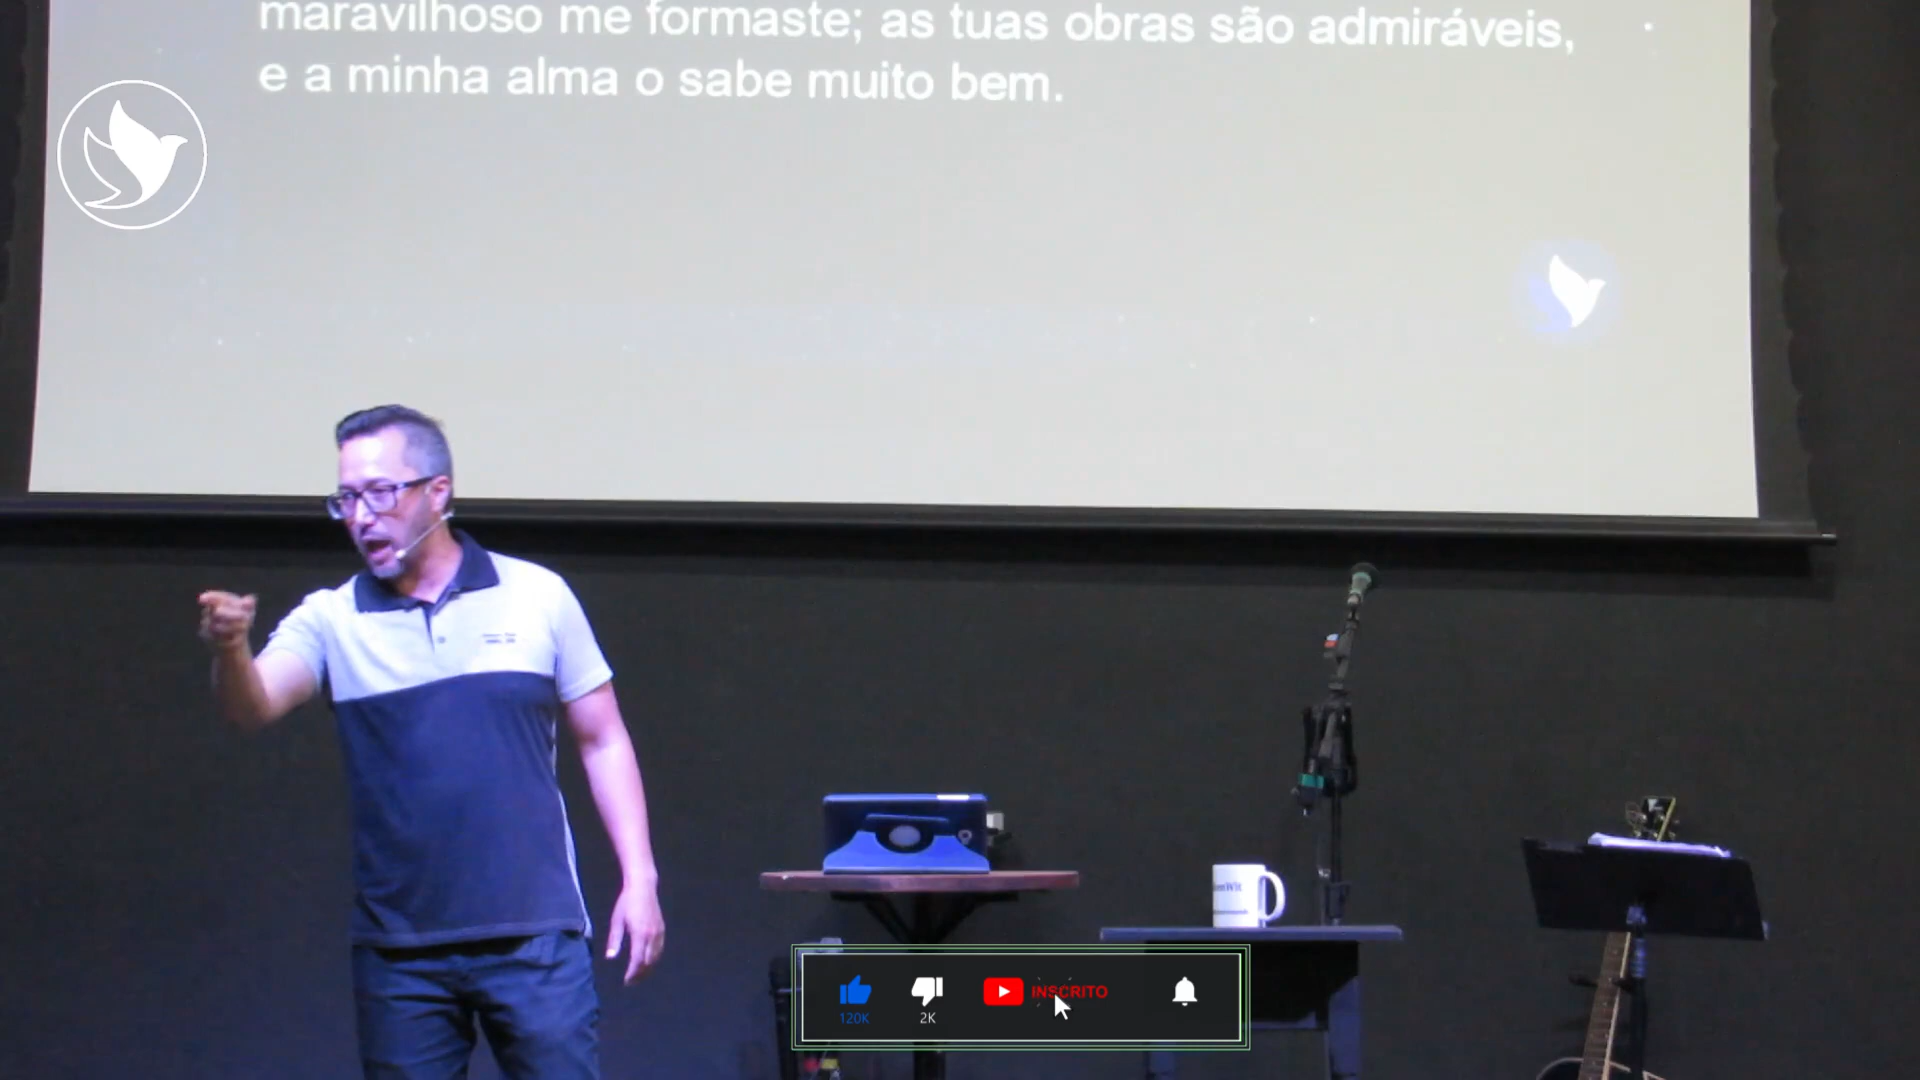 maravilhoso me formaste; as tuas obras são admiráveis,
e a minha alma o sabe muito bem.
120K
2K
INSCRITO